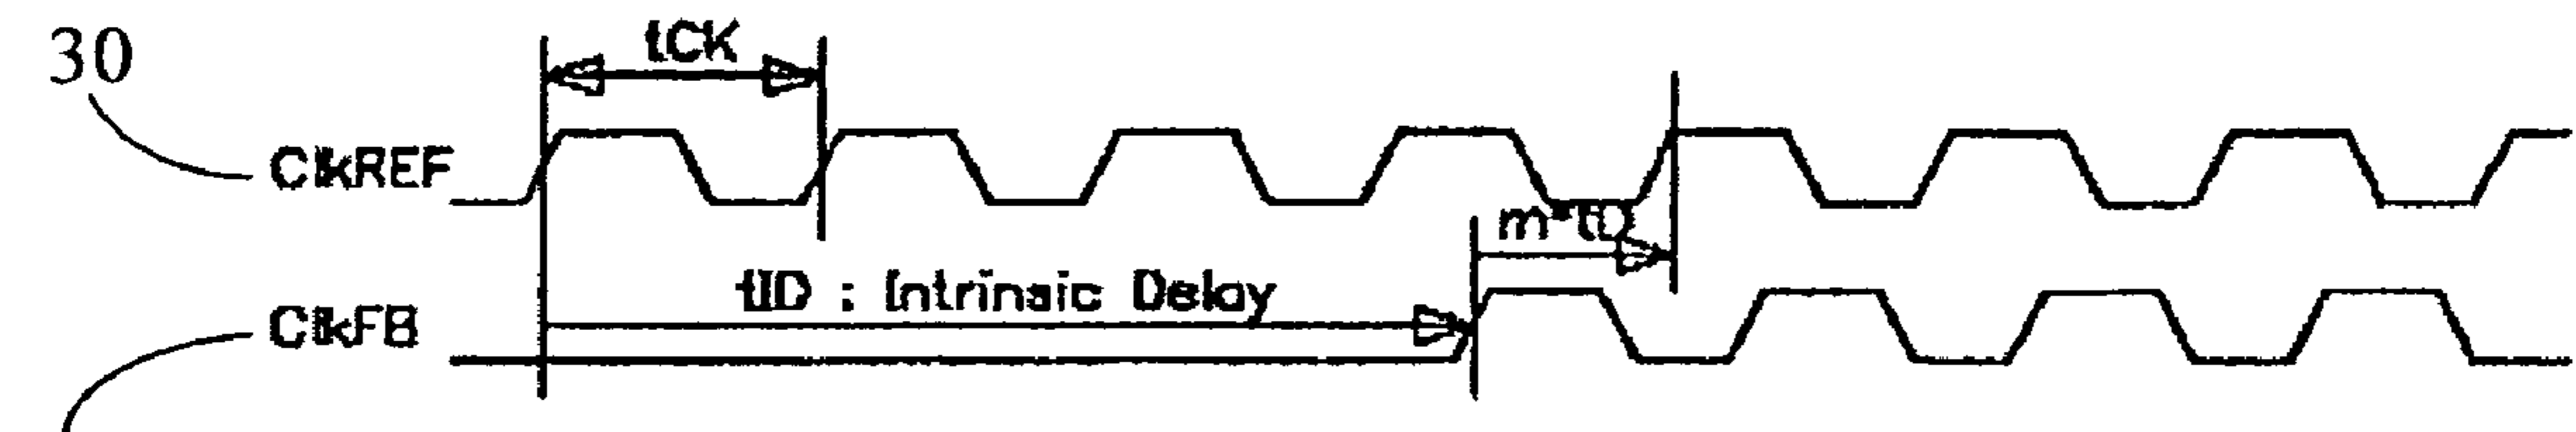 30
tCK
ClkREF
m*tD
tID : Intrinsic Delay
ClkFB